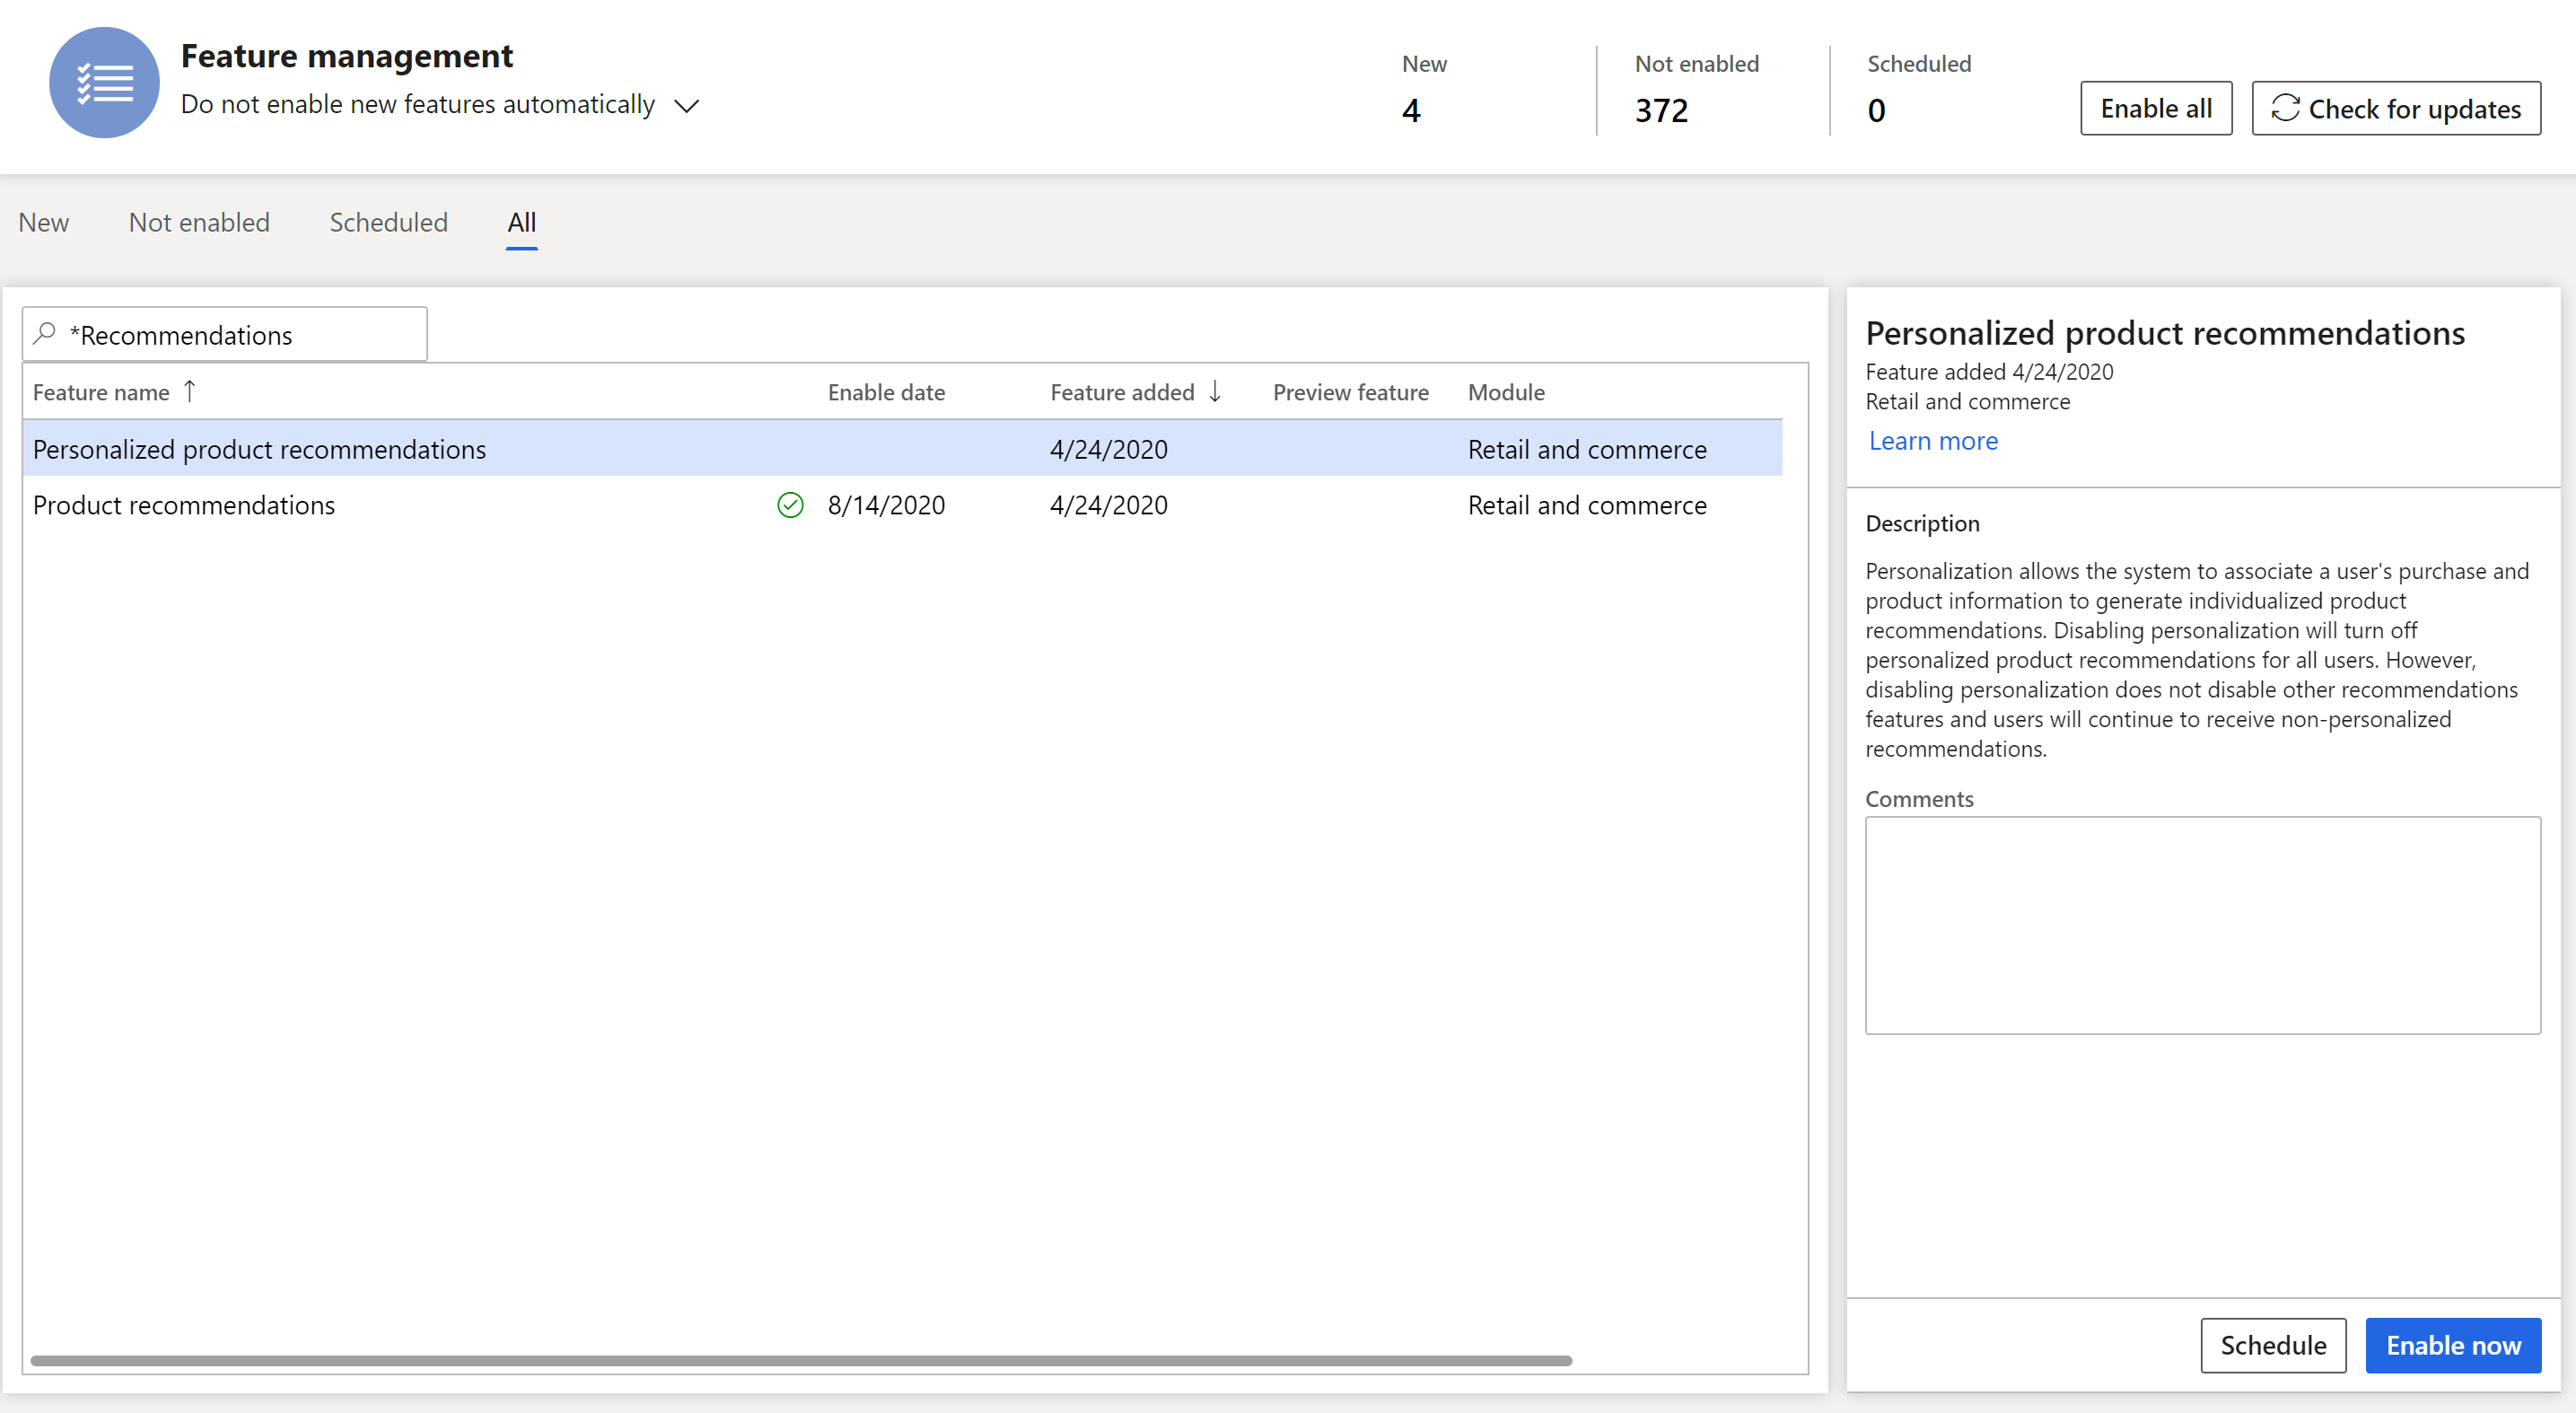 Feature management
Do not enable new features automatically
New
4
Not enabled
372
Scheduled
0
Enable all
Check for updates
New Not enabled Scheduled All
*Recommendations
Feature name Enable date Feature added Preview feature Module
Personalized product recommendations 4/24/2020 Retail and commerce
Product recommendations 8/14/2020 4/24/2020 Retail and commerce
Personalized product recommendations
Feature added 4/24/2020
Retail and commerce
Learn more
Description
Personalization allows the system to associate a user's purchase and
product information to generate individualized product
recommendations. Disabling personalization will turn off
personalized product recommendations for all users. However,
disabling personalization does not disable other recommendations
features and users will continue to receive non-personalized
recommendations.
Comments
Schedule
Enable now